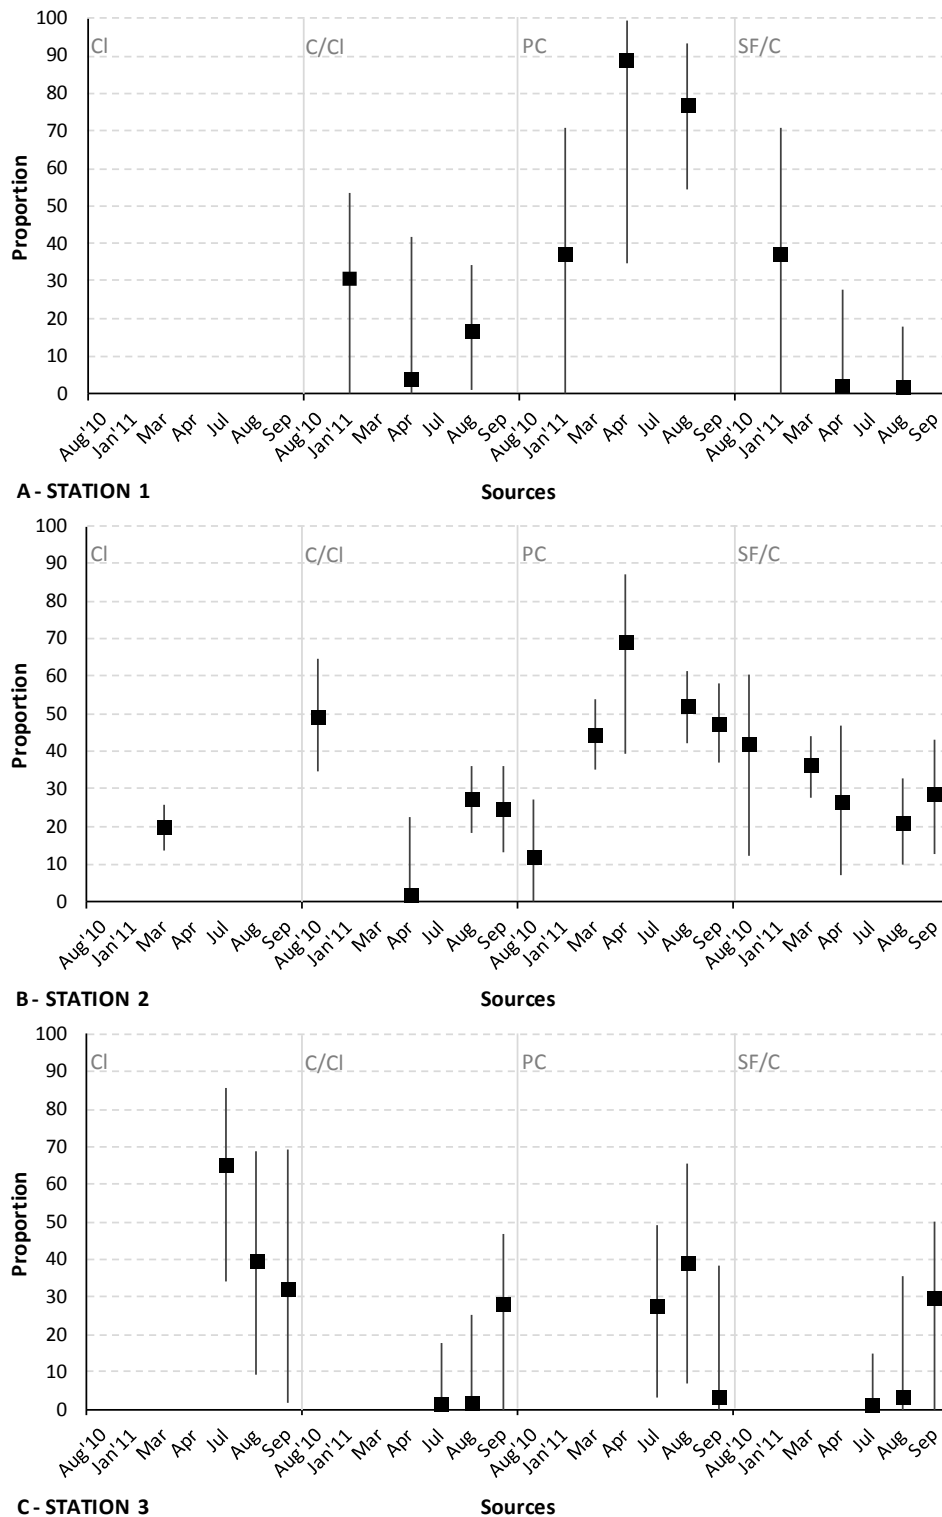 100
90
80
70
60
50
40
30
20
10
0
Proportion
Cl
C/Cl
PC
SF/C
Aug'10 Jan'11 Mar Apr Jul Aug Sep Aug'10 Jan'11 Mar Apr Jul Aug Sep Aug'10 Jan'11 Mar Apr Jul Aug Sep Aug'10 Jan'11 Mar Apr Jul Aug Sep
A - STATION 1 Sources
100
90
80
70
60
50
40
30
20
10
0
Proportion
Cl
C/Cl
PC
SF/C
Aug'10 Jan'11 Mar Apr Jul Aug Sep Aug'10 Jan'11 Mar Apr Jul Aug Sep Aug'10 Jan'11 Mar Apr Jul Aug Sep Aug'10 Jan'11 Mar Apr Jul Aug Sep
B - STATION 2 Sources
100
90
80
70
60
50
40
30
20
10
0
Proportion
Cl
C/Cl
PC
SF/C
Aug'10 Jan'11 Mar Apr Jul Aug Sep Aug'10 Jan'11 Mar Apr Jul Aug Sep Aug'10 Jan'11 Mar Apr Jul Aug Sep Aug'10 Jan'11 Mar Apr Jul Aug Sep
C - STATION 3 Sources